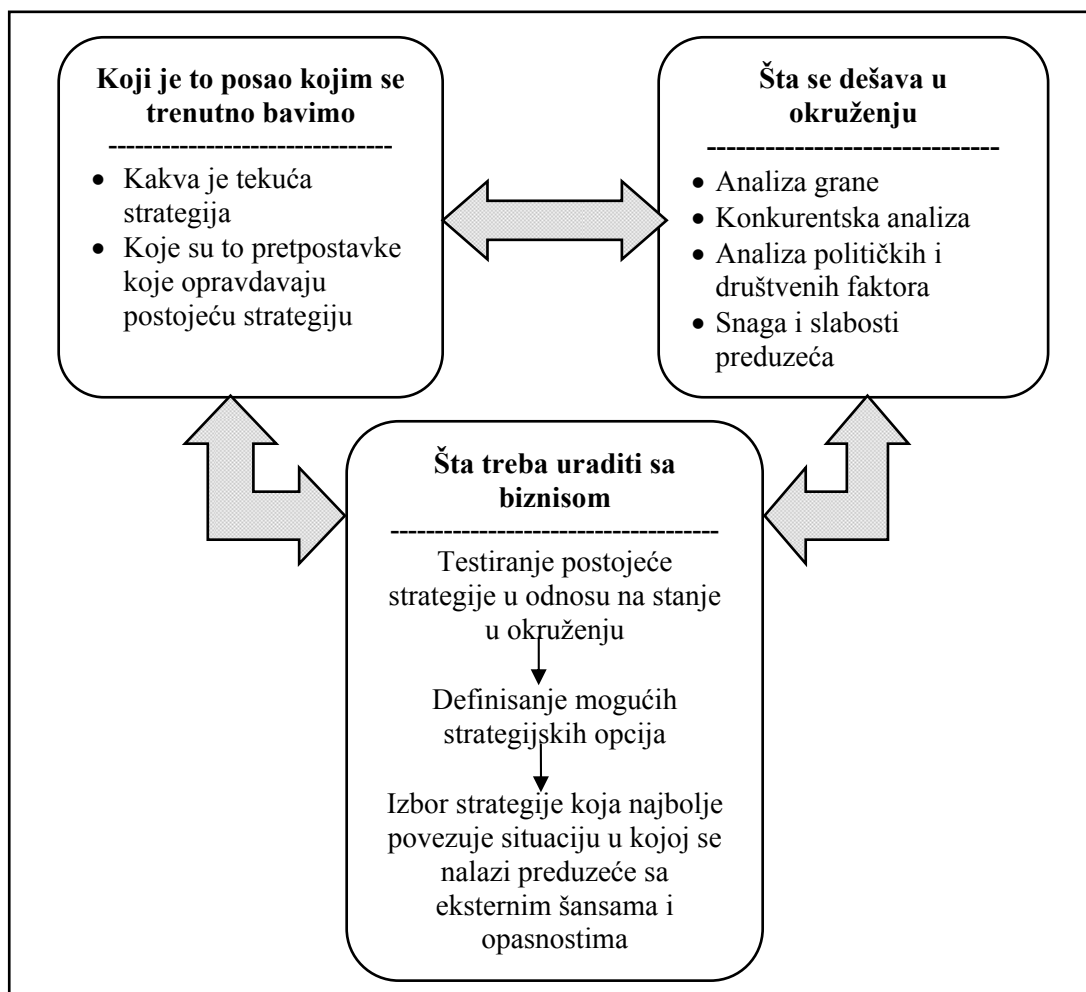 Koji je to posao kojim se
trenutno bavimo
--------------------------------
• Kakva je tekuća
strategija
• Koje su to pretpostavke
koje opravdavaju
postojeću strategiju
Šta se dešava u
okruženju
------------------------------
• Analiza grane
• Konkurentska analiza
• Analiza političkih i
društvenih faktora
• Snaga i slabosti
preduzeća
Šta treba uraditi sa
biznisom
-------------------------------------
Testiranje postojeće
strategije u odnosu na stanje
u okruženju
Definisanje mogućih
strategijskih opcija
Izbor strategije koja najbolje
povezuje situaciju u kojoj se
nalazi preduzeće sa
eksternim šansama i
opasnostima